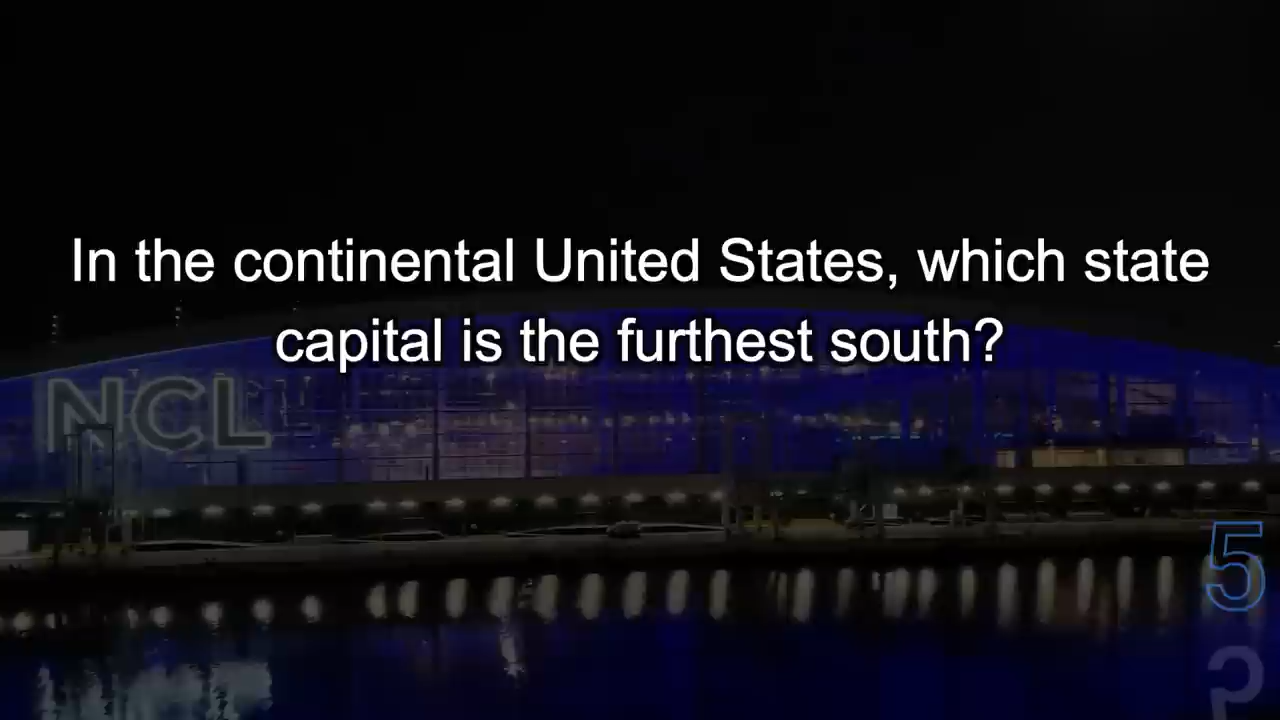 In the continental United States, which state
capital is the furthest south?
NCL
5